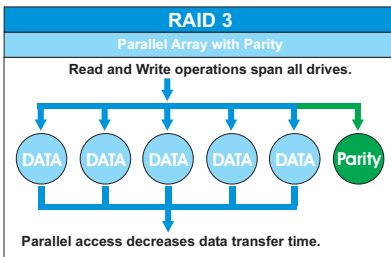 RAID 3
Parallel Array with Parity
Read and Write operations span all drives.
DATA DATA DATA DATA DATA Parity
Parallel access decreases data transfer time.